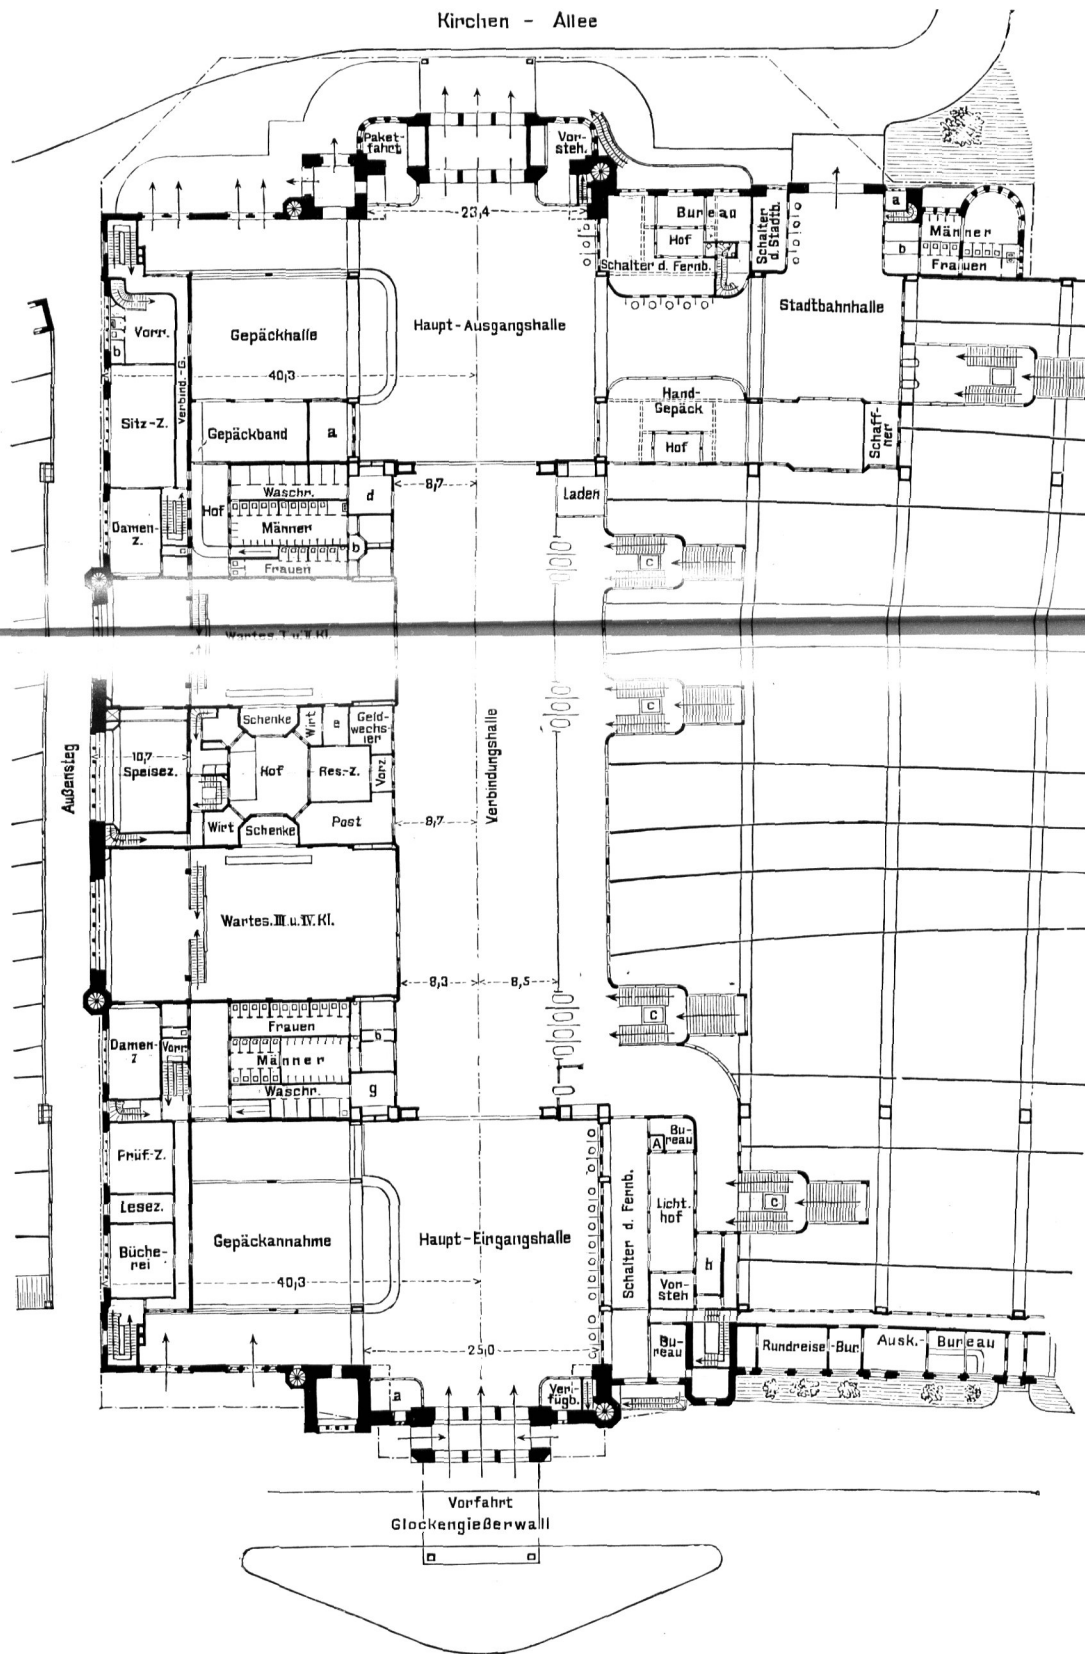 Kirchen - Allee
Paket-
fahrt
Vor-
steh.
23,4
Bureau
Hof
Schalter d. Fernb.
Schalter
d. Stadtb.
a
b
Männer
Frauen
Vorr.
b
Verbind.-G.
Gepäckhalle
Haupt-Ausgangshalle
Stadtbahnhalle
40,3
Sitz-Z.
Gepäckband
a
Hand-
Gepäck
Hof
Schaff-
ner
8,7
Laden
Damen-
Z.
Hof
Waschr.
Männer
Frauen
d
b
c
Wartes. I u. II Kl.
c
Schenke
Wirt
e
Geld-
wechs-
ler
Außensteg
10,7
Speisez.
Hof
Res.-Z.
Vorz.
Verbindungshalle
Wirt
Schenke
Post
8,7
Wartes. III u. IV. Kl.
8,3
8,5
c
Damen-
Z
Vorr.
Frauen
Männer
Waschr.
b
g
Prüf.-Z.
Lesez.
Büche-
rei
Gepäckannahme
Haupt-Eingangshalle
40,3
25,0
Schalter d. Fernb.
A
Bu-
reau
Licht.
hof
Vor-
steh
h
c
Bu-
reau
Rundreise-Bur.
Ausk.-Bureau
a
Ver-
fügb.
Vorfahrt
Glockengießerwall